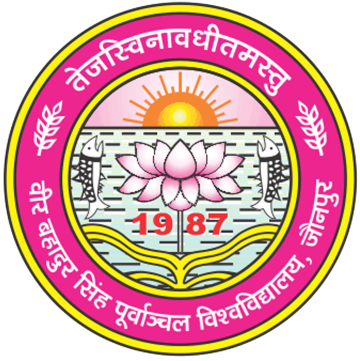 तेजस्विनावधीतमस्तु
1987
वीर बहादुर सिंह पूर्वाञ्चल विश्वविद्यालय, जौनपुर